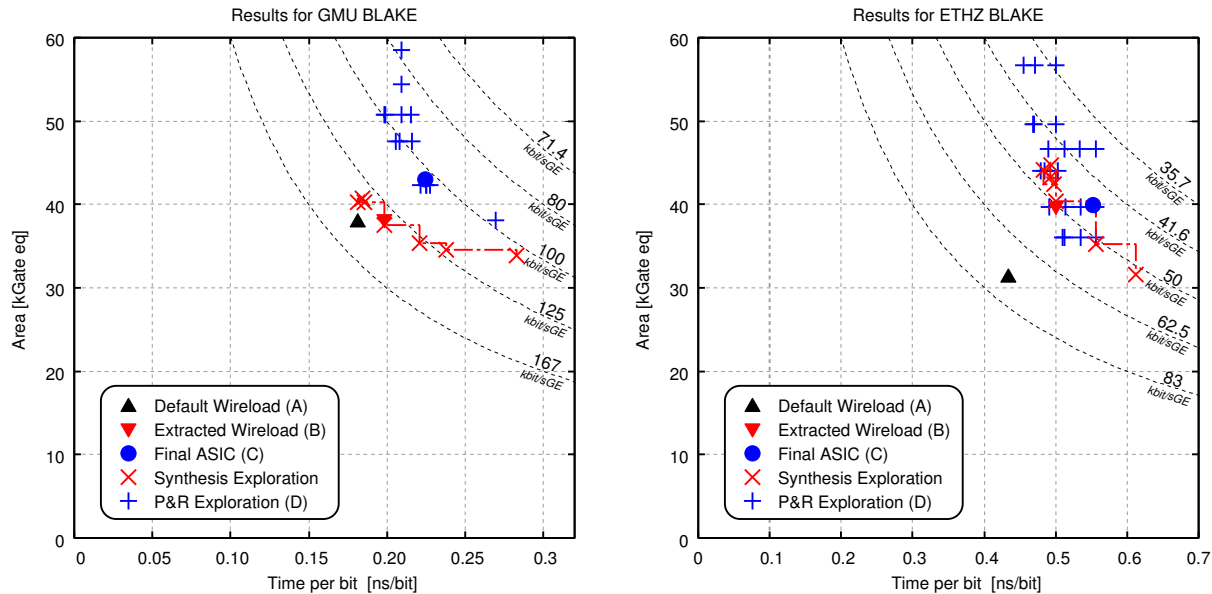 Results for GMU BLAKE
60
50
40
30
20
10
0
Area [kGate eq]
71.4
kbit/sGE
80
kbit/sGE
100
kbit/sGE
125
kbit/sGE
167
kbit/sGE
Default Wireload (A)
Extracted Wireload (B)
Final ASIC (C)
Synthesis Exploration
P&R Exploration (D)
0 0.05 0.10 0.15 0.20 0.25 0.3
Time per bit [ns/bit]
Results for ETHZ BLAKE
60
50
40
30
20
10
0
Area [kGate eq]
35.7
kbit/sGE
41.6
kbit/sGE
50
kbit/sGE
62.5
kbit/sGE
83
kbit/sGE
Default Wireload (A)
Extracted Wireload (B)
Final ASIC (C)
Synthesis Exploration
P&R Exploration (D)
0 0.1 0.2 0.3 0.4 0.5 0.6 0.7
Time per bit [ns/bit]